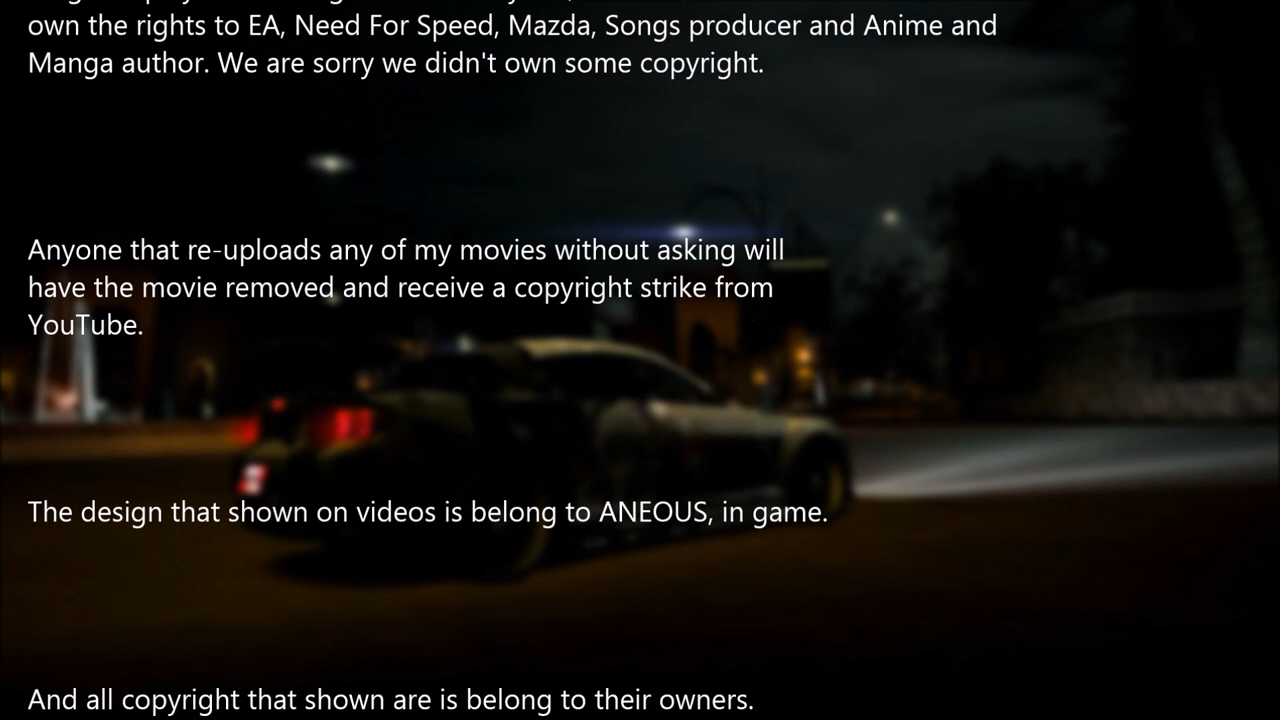 own the rights to EA, Need For Speed, Mazda, Songs producer and Anime and
Manga author. We are sorry we didn't own some copyright.
Anyone that re-uploads any of my movies without asking will
have the movie removed and receive a copyright strike from
YouTube.
The design that shown on videos is belong to ANEOUS, in game.
And all copyright that shown are is belong to their owners.